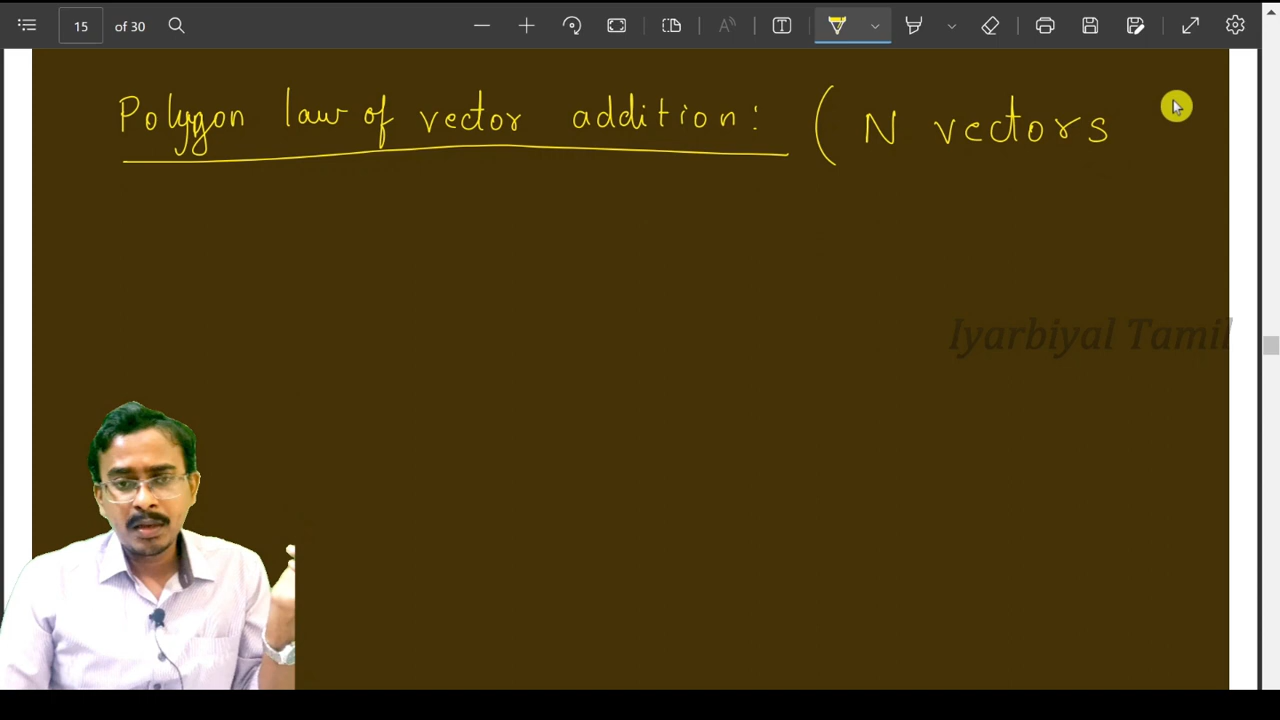 15 of 30
Polygon law of vector addition: ( N vectors
Iyarbiyal Tamil